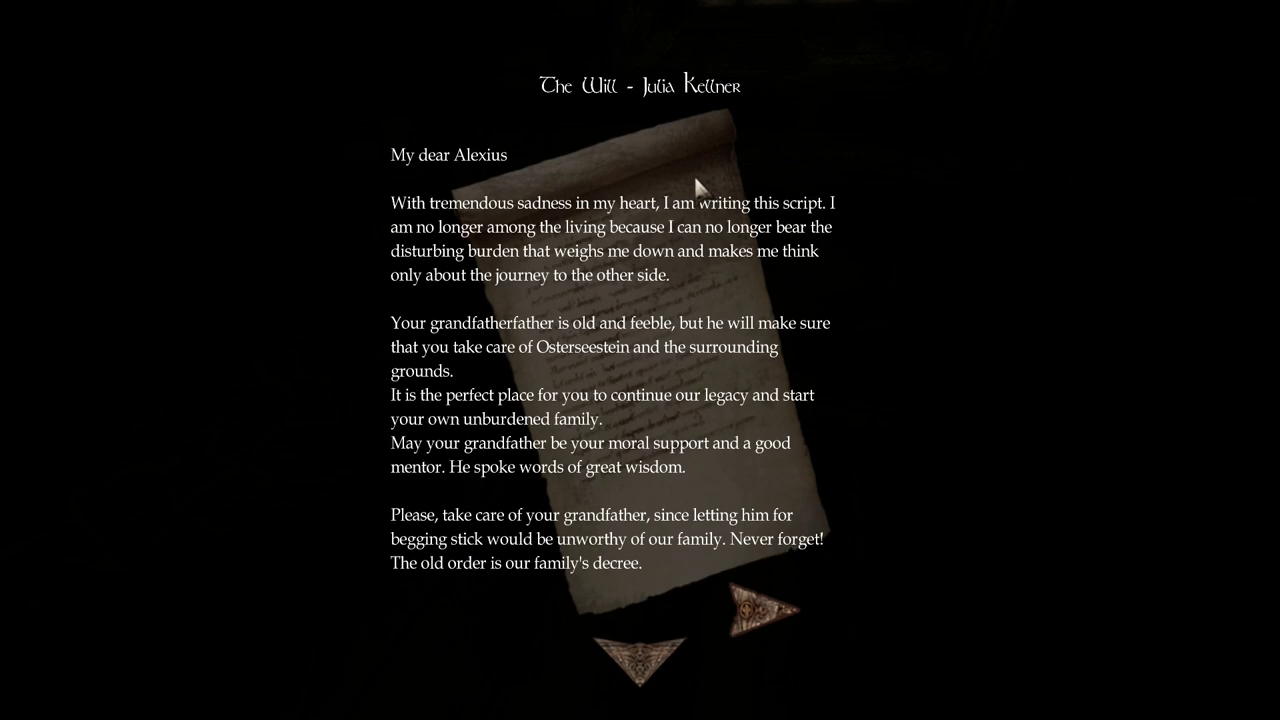 The Will - Julia Kellner
My dear Alexius
With tremendous sadness in my heart, I am writing this script. I
am no longer among the living because I can no longer bear the
disturbing burden that weighs me down and makes me think
only about the journey to the other side.
Your grandfatherfather is old and feeble, but he will make sure
that you take care of Osterseestein and the surrounding
grounds.
It is the perfect place for you to continue our legacy and start
your own unburdened family.
May your grandfather be your moral support and a good
mentor. He spoke words of great wisdom.
Please, take care of your grandfather, since letting him for
begging stick would be unworthy of our family. Never forget!
The old order is our family's decree.